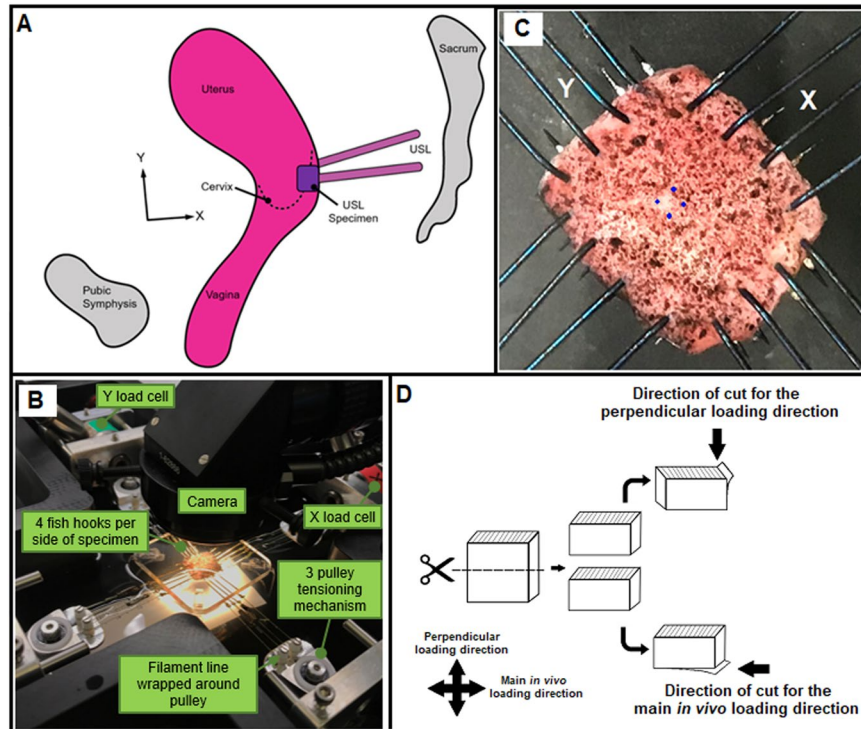 A
Uterus
Sacrum
Y
X
USL
Cervix
USL
Specimen
Pubic
Symphysis
Vagina
C
Y
X
B
Y load cell
Camera
X load cell
4 fish hooks per
side of specimen
3 pulley
tensioning
mechanism
Filament line
wrapped around
pulley
D
Direction of cut for the
perpendicular loading direction
Perpendicular
loading direction
Main in vivo
loading direction
Direction of cut for the
main in vivo loading direction